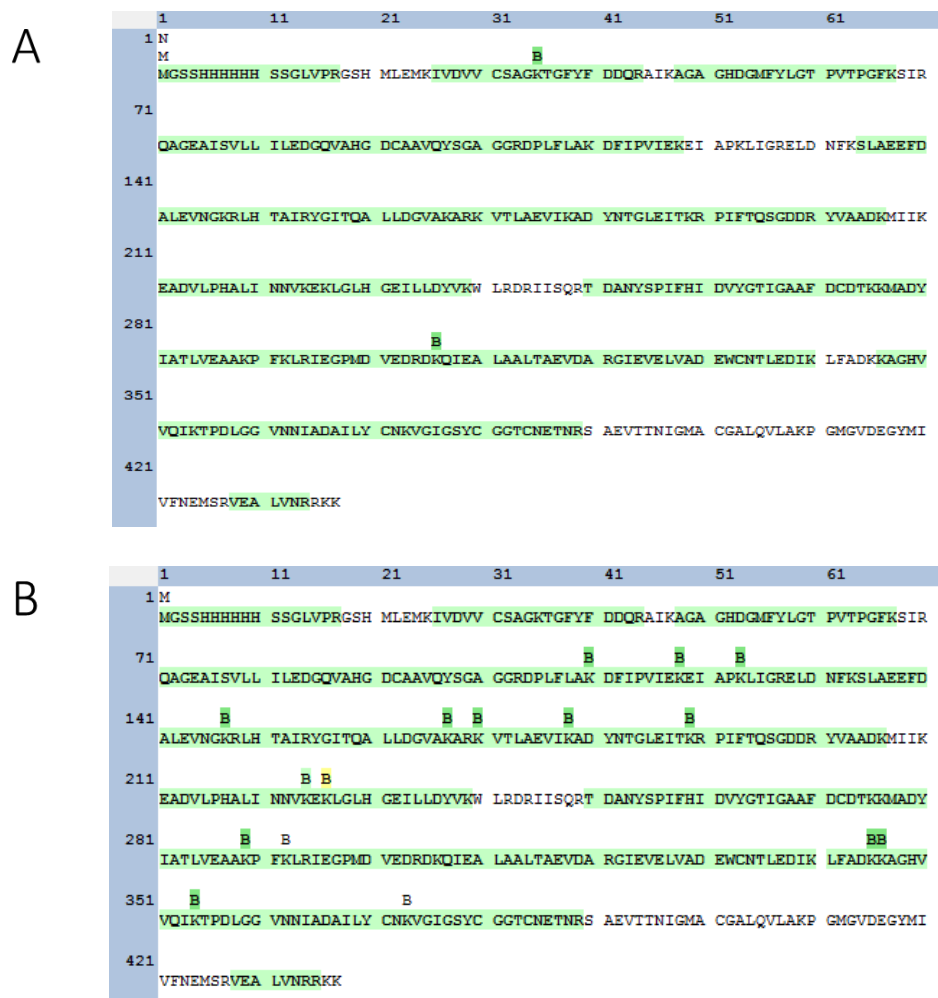 A
1 11 21 31 41 51 61
1 N
M B
MGSSHHHHHH SSGLVPRGSH MLEMKIVDVV CSAGKTGFYF DDQRAIKAGA GHDGMFYLGT PVTPGFKSIR
71
QAGEAISVLL ILEDGQVAHG DCAAVQYSGA GGRDPLFLAK DFIPVIEKEI APKLIGRELD NFKSLAEEFD
141
ALEVNGKRLH TAIRYGITQA LLDGVAKARK VTLAEVIKAD YNTGLEITKR PIFTQSGDDR YVAADKMIIK
211
EADVLPHALI NNVKEKLGLH GEILLDYVKW LRDRIISQRT DANYSPIFHI DVYGTIGAAF DCDTKKMADY
281
B
IATLVEAAKP FKLRIEGPMD VEDRDKQIEA LAALTAEVDA RGIEVELVAD EWCNTLEDIK LFADKKAGHV
351
VQIKTPDLGG VNNIADAILY CNKVGIGSYC GGTCNETNRS AEVTTNIGMA CGALQVLAKP GMGVDEGYMI
421
VFNEMSRVEA LVNRRKK
B
1 11 21 31 41 51 61
1 M
MGSSHHHHHH SSGLVPRGSH MLEMKIVDVV CSAGKTGFYF DDQRAIKAGA GHDGMFYLGT PVTPGFKSIR
71 B B B
QAGEAISVLL ILEDGQVAHG DCAAVQYSGA GGRDPLFLAK DFIPVIEKEI APKLIGRELD NFKSLAEEFD
141 B B B B B
ALEVNGKRLH TAIRYGITQA LLDGVAKARK VTLAEVIKAD YNTGLEITKR PIFTQSGDDR YVAADKMIIK
211 B B
EADVLPHALI NNVKEKLGLH GEILLDYVKW LRDRIISQRT DANYSPIFHI DVYGTIGAAF DCDTKKMADY
281 B B BB
IATLVEAAKP FKLRIEGPMD VEDRDKQIEA LAALTAEVDA RGIEVELVAD EWCNTLEDIK LFADKKAGHV
351 B B
VQIKTPDLGG VNNIADAILY CNKVGIGSYC GGTCNETNRS AEVTTNIGMA CGALQVLAKP GMGVDEGYMI
421
VFNEMSRVEA LVNRRKK